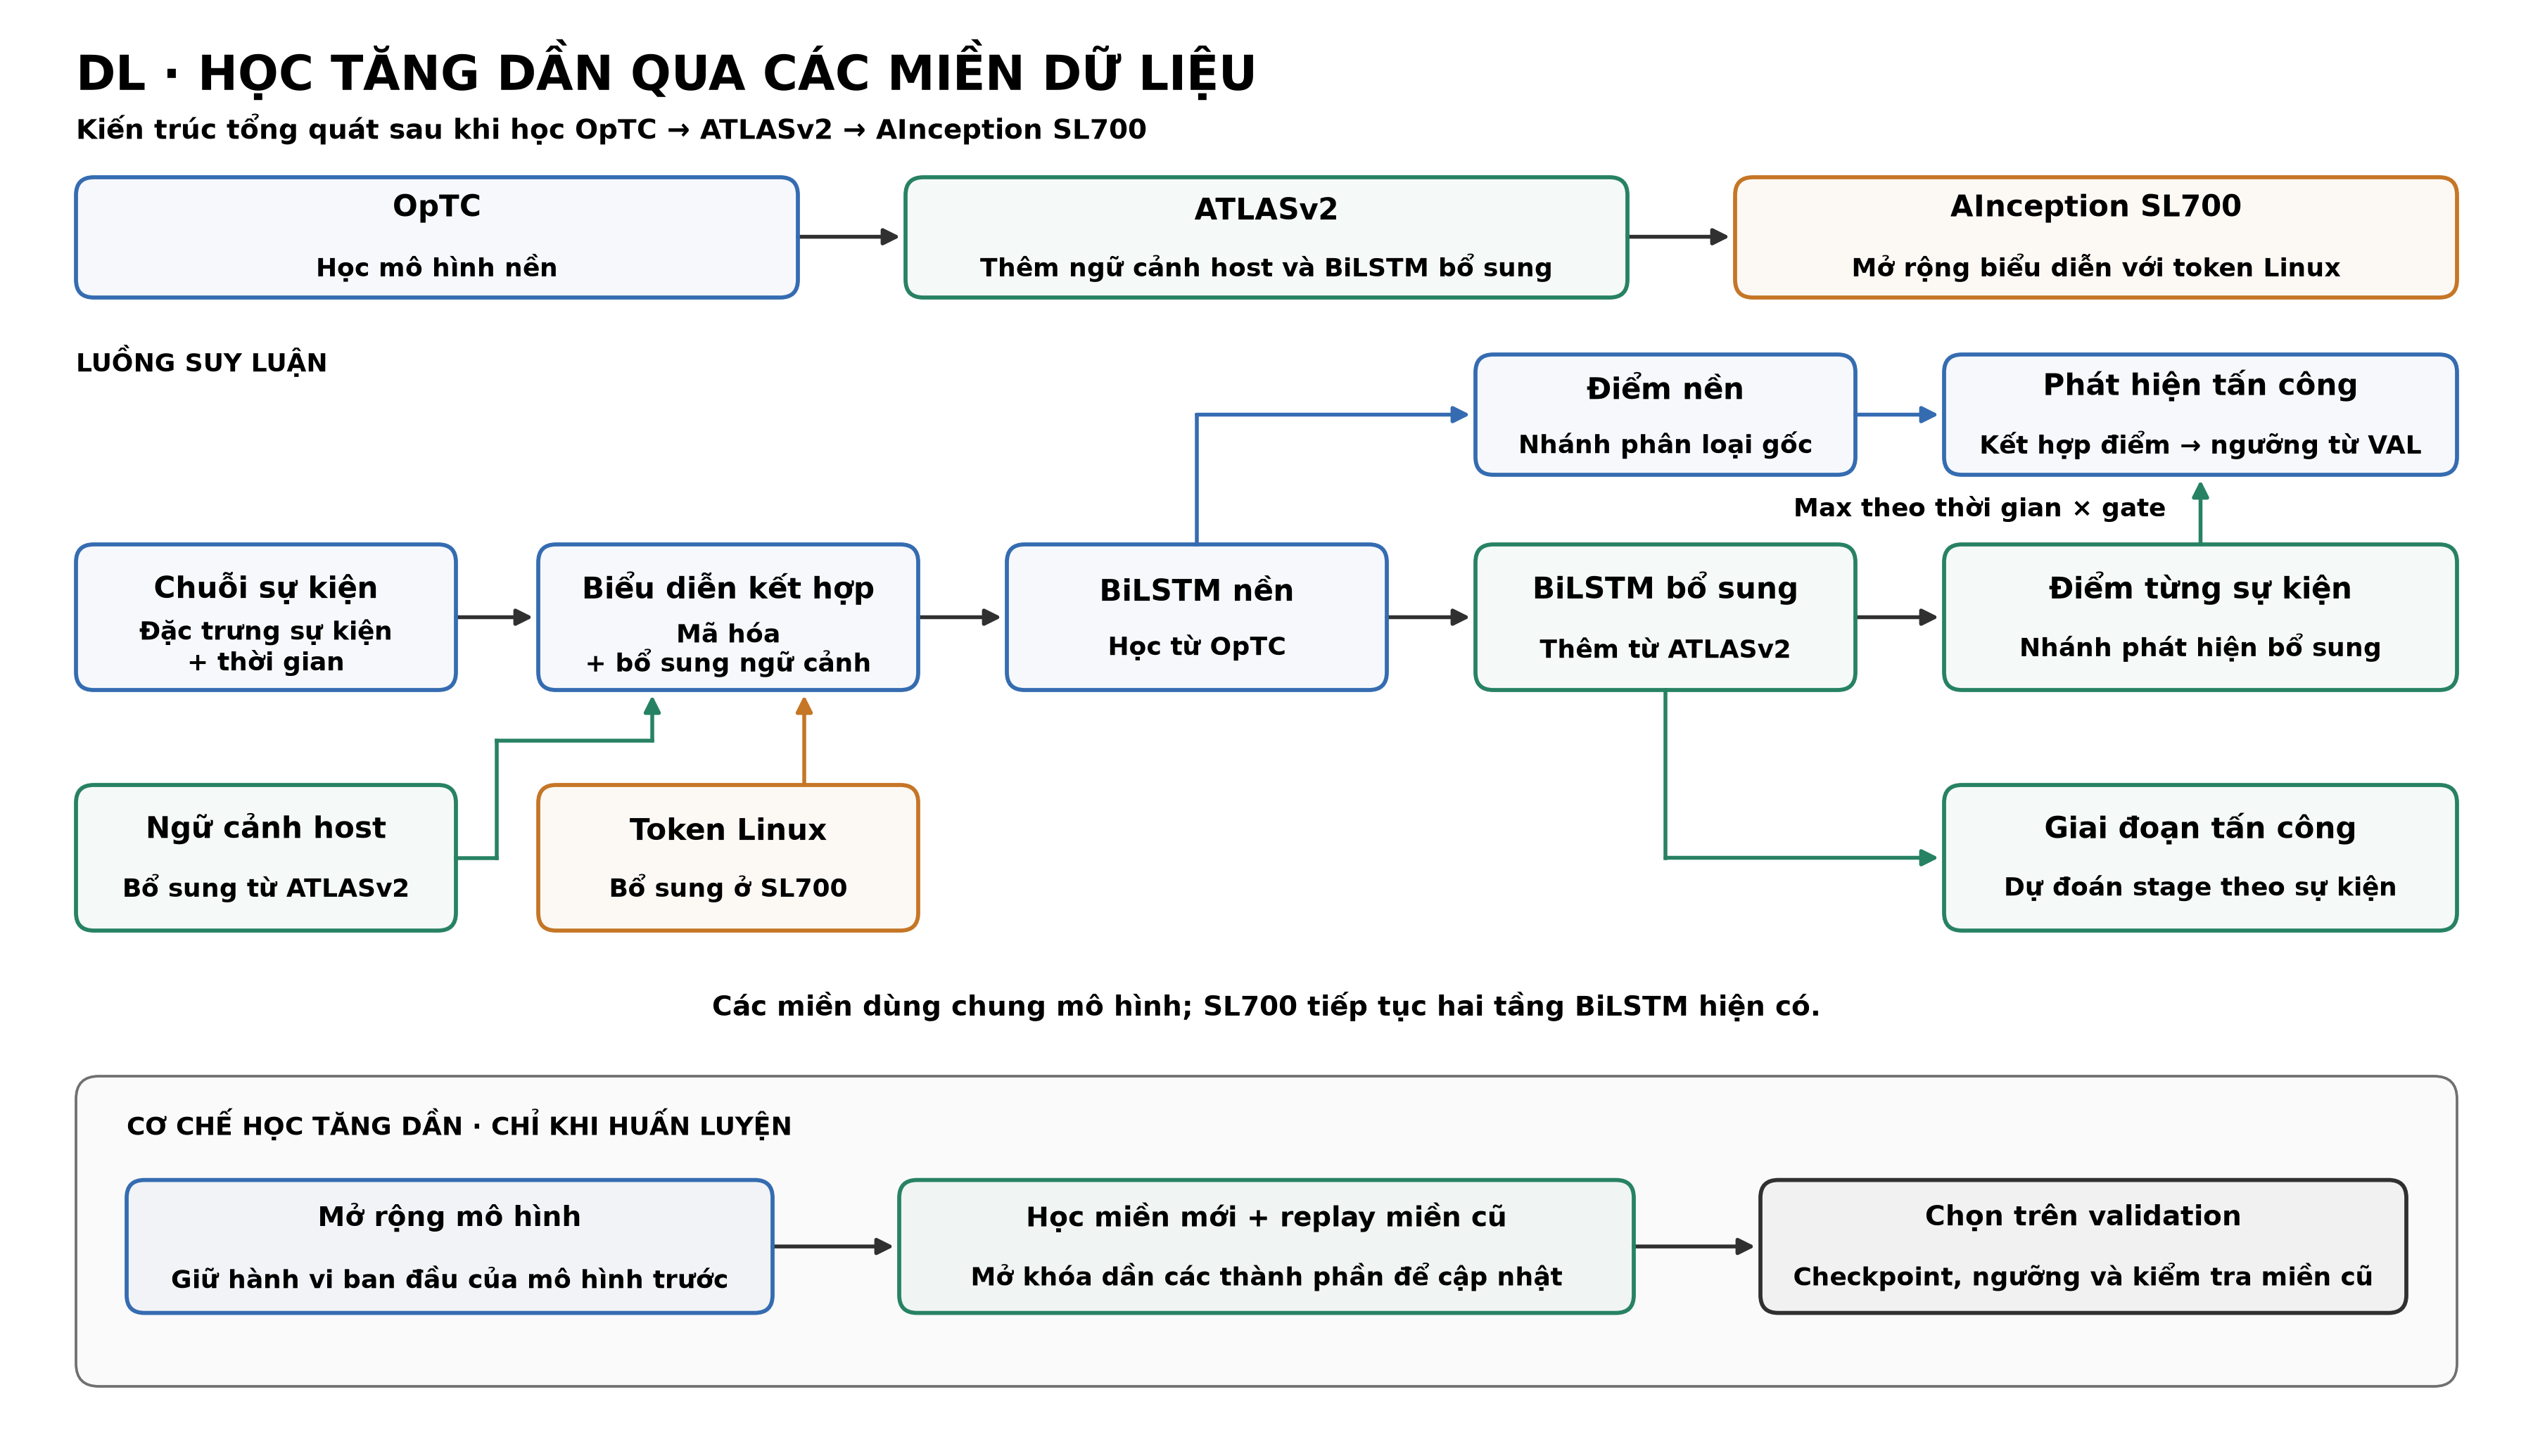 DL · HỌC TĂNG DẦN QUA CÁC MIỀN DỮ LIỆU
Kiến trúc tổng quát sau khi học OpTC → ATLASv2 → AInception SL700
OpTC
Học mô hình nền
ATLASv2
Thêm ngữ cảnh host và BiLSTM bổ sung
AInception SL700
Mở rộng biểu diễn với token Linux
LUỒNG SUY LUẬN
Điểm nền
Nhánh phân loại gốc
Phát hiện tấn công
Kết hợp điểm → ngưỡng từ VAL
Max theo thời gian × gate
Chuỗi sự kiện
Đặc trưng sự kiện
+ thời gian
Biểu diễn kết hợp
Mã hóa
+ bổ sung ngữ cảnh
BiLSTM nền
Học từ OpTC
BiLSTM bổ sung
Thêm từ ATLASv2
Điểm từng sự kiện
Nhánh phát hiện bổ sung
Ngữ cảnh host
Bổ sung từ ATLASv2
Token Linux
Bổ sung ở SL700
Giai đoạn tấn công
Dự đoán stage theo sự kiện
Các miền dùng chung mô hình; SL700 tiếp tục hai tầng BiLSTM hiện có.
CƠ CHẾ HỌC TĂNG DẦN · CHỈ KHI HUẤN LUYỆN
Mở rộng mô hình
Giữ hành vi ban đầu của mô hình trước
Học miền mới + replay miền cũ
Mở khóa dần các thành phần để cập nhật
Chọn trên validation
Checkpoint, ngưỡng và kiểm tra miền cũ